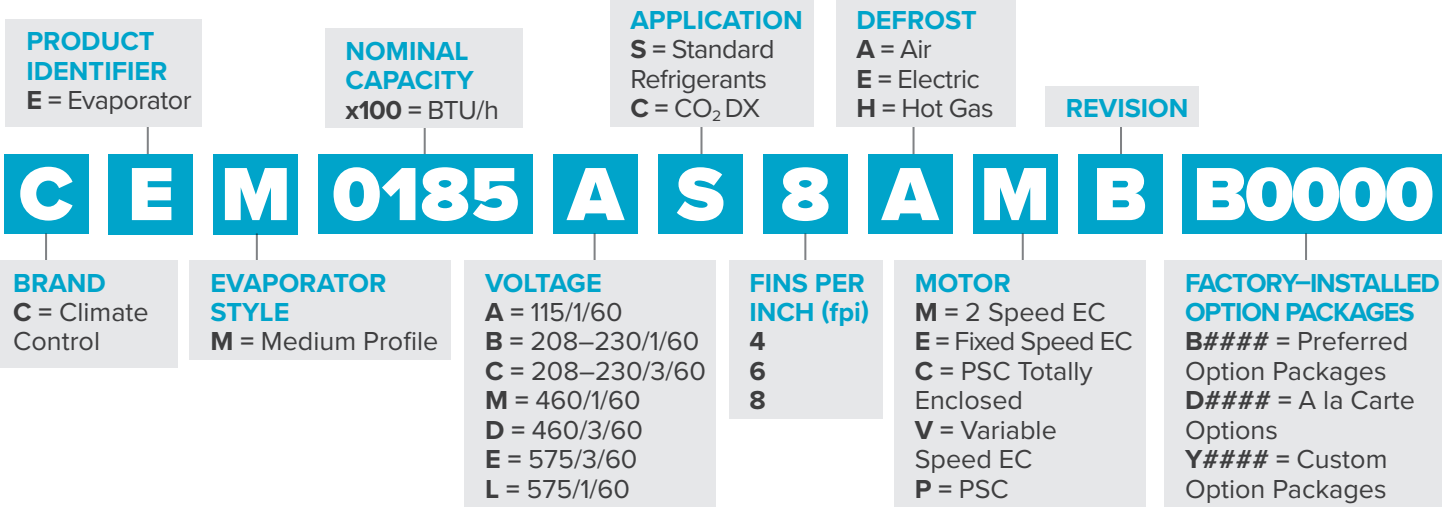 PRODUCT
IDENTIFIER
E = Evaporator
NOMINAL
CAPACITY
x100 = BTU/h
APPLICATION
S = Standard
Refrigerants
C = CO₂ DX
DEFROST
A = Air
E = Electric
H = Hot Gas
REVISION
C E M 0185 A S 8 A M B B0000
BRAND
C = Climate
Control
EVAPORATOR
STYLE
M = Medium Profile
VOLTAGE
A = 115/1/60
B = 208–230/1/60
C = 208–230/3/60
M = 460/1/60
D = 460/3/60
E = 575/3/60
L = 575/1/60
FINS PER
INCH (fpi)
4
6
8
MOTOR
M = 2 Speed EC
E = Fixed Speed EC
C = PSC Totally
Enclosed
V = Variable
Speed EC
P = PSC
FACTORY–INSTALLED
OPTION PACKAGES
B#### = Preferred
Option Packages
D#### = A la Carte
Options
Y#### = Custom
Option Packages